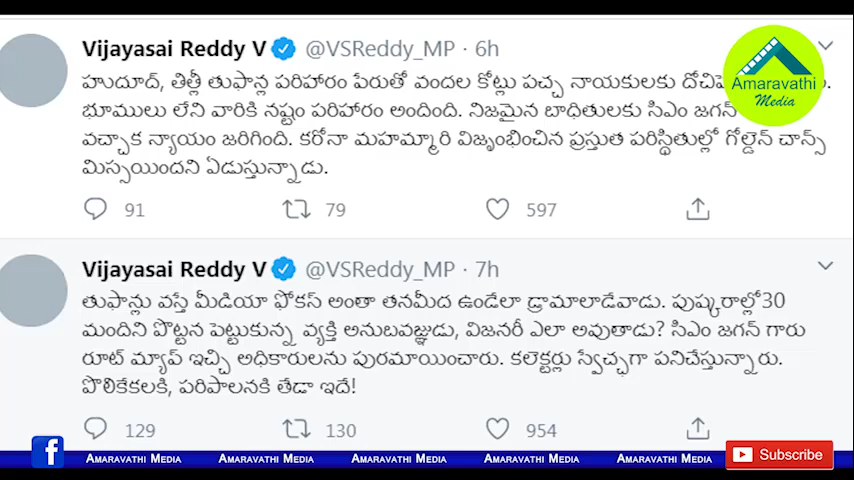 Vijayasai Reddy V @VSReddy_MP · 6h
హుదూద్, తిత్లీ తుఫాన్ల పరిహారం పేరుతో వందల కోట్లు పచ్చ నాయకులకు
భూములు లేని వారికి నష్టం పరిహారం అందింది. నిజమైన బాధితులకు సిఎం జగన్
వచ్చాక న్యాయం జరిగింది. కరోనా మహమ్మారి విజృంభించిన ప్రస్తుత పరిస్థితుల్లో గోల్డెన్ చాన్స్
మిస్సయిందని ఏడుస్తున్నాడు.
91 79 597
Amaravathi
Media
Vijayasai Reddy V @VSReddy_MP · 7h
తుఫాన్లు వస్తే మీడియా ఫోకస్ అంతా తనమీద ఉండేలా డ్రామాలాడేవాడు. పుష్కరాల్లో30
మందిని పొట్టన పెట్టుకున్న వ్యక్తి అనుబవజ్ఞుడు, విజనరీ ఎలా అవుతాడు? సిఎం జగన్ గారు
రూట్ మ్యాప్ ఇచ్చి అధికారులను పురమాయించారు. కలెక్టర్లు స్వేచ్ఛగా పనిచేస్తున్నారు.
పొలికేకలకి, పరిపాలనకి తేడా ఇదే!
129 130 954
f AMARAVATHI MEDIA AMARAVATHI MEDIA AMARAVATHI MEDIA AMARAVATHI MEDIA AMARAVATHI MEDIA Subscribe